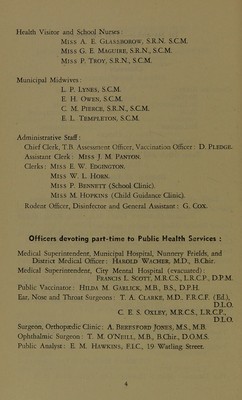 Health Visitor and School Nurses :
Miss A. E. Glassborow, S.R.N. S.C.M.
Miss G. E. Maguire, S.R.N., S.C.M.
Miss P. Troy, S.R.N., S.C.M.
Municipal Midwives :
L. P. Lynes, S.C.M.
E. H. Owen, S.C.M.
C. M. Pierce, S.R.N., S.C.M.
E. L. Templeton, S.C.M.
Administrative Staff :
Chief Clerk, T.B. Assessment Officer, Vaccination Officer : D. Pledge.
Assistant Clerk : Miss J. M. Panton.
Clerks : Miss E. W. Edgington.
Miss W. L. Horn.
Miss P. Bennett (School Clinic).
Miss M. Hopkins (Child Guidance Clinic).
Rodent Officer, Disinfector and General Assistant : G. Cox.
Officers devoting part-time to Public Health Services :
Medical Superintendent, Municipal Hospital, Nunnery Frields, and
District Medical Officer : Harold Wacher, M.D., B.Chir.
Medical Superintendent, City Mental Hospital (evacuated) :
Francis L. Scott, M.R.C.S., L.R.C.P., D.P.M.
Public Vaccinator : Hilda M. Garlick, M.B., B.S., D.P.H.
Ear, Nose and Throat Surgeons : T. A. Clarke, M.D. F.R.C.F. (Ed.),
D.L.O.
C. E. S. Oxley, M.R.C.S., L.R.C.P.,
D.L.O.
Surgeon, Orthopædic Clinic : A. Beresford Jones, M.S., M.B.
Ophthalmic Surgeon : T. M. O'Neill, M.B., B.Chir., D.O.M.S.
Public Analyst : E. M. Hawkins, F.I.C., 19 Watling Street.
4